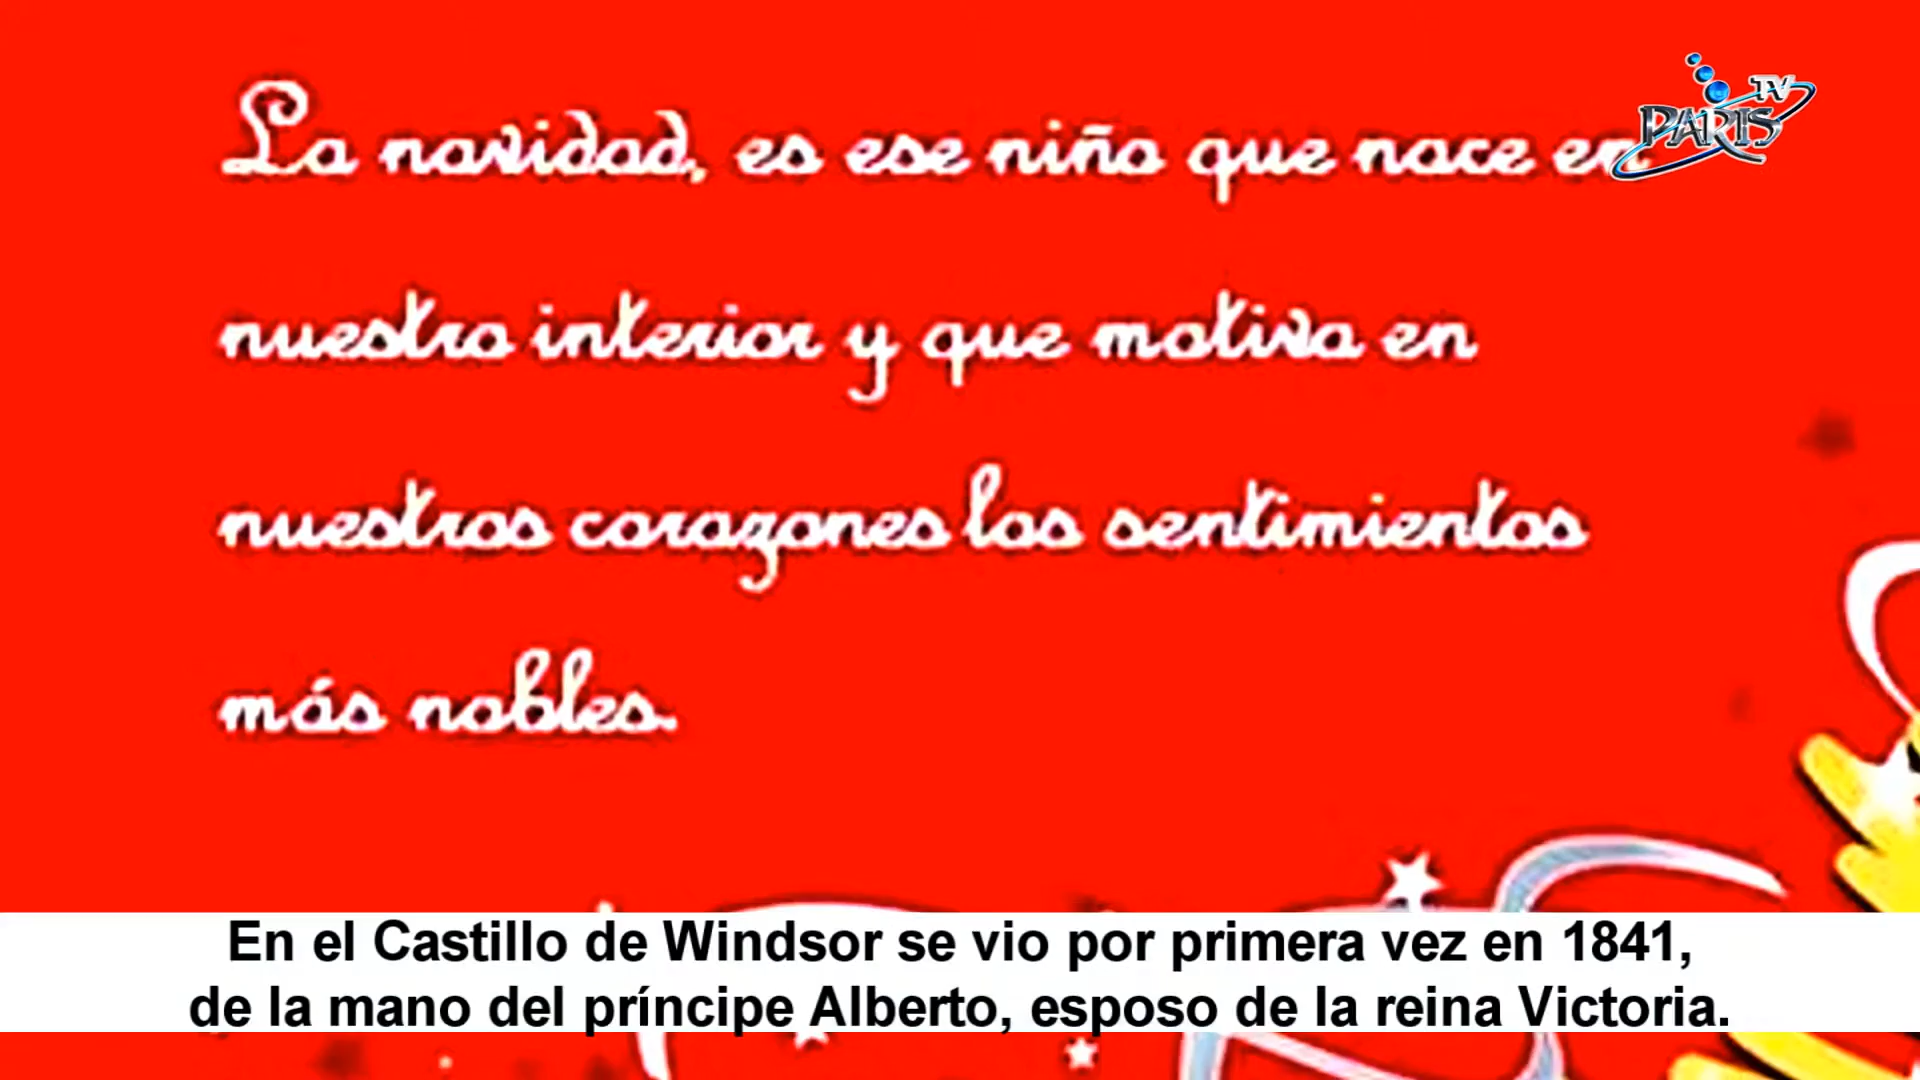 La navidad, es ese niño que nace en
TV
PARIS
nuestro interior y que motiva en
nuestros corazones los sentimientos
más nobles.
En el Castillo de Windsor se vio por primera vez en 1841,
de la mano del príncipe Alberto, esposo de la reina Victoria.